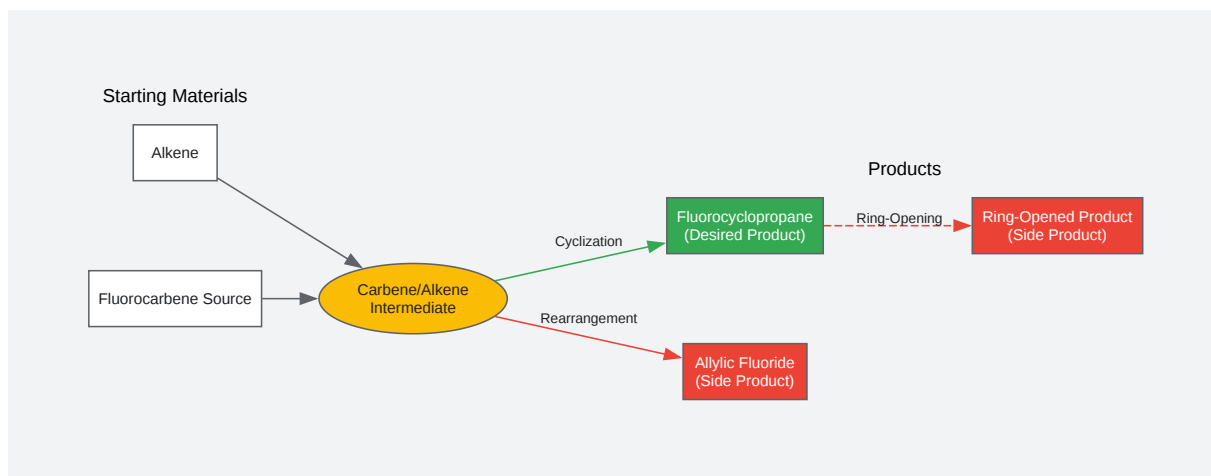 Starting Materials
Alkene
Products
Fluorocyclopropane
(Desired Product)
Ring-Opening
Ring-Opened Product
(Side Product)
Cyclization
Fluorocarbene Source
Carbene/Alkene
Intermediate
Rearrangement
Allylic Fluoride
(Side Product)